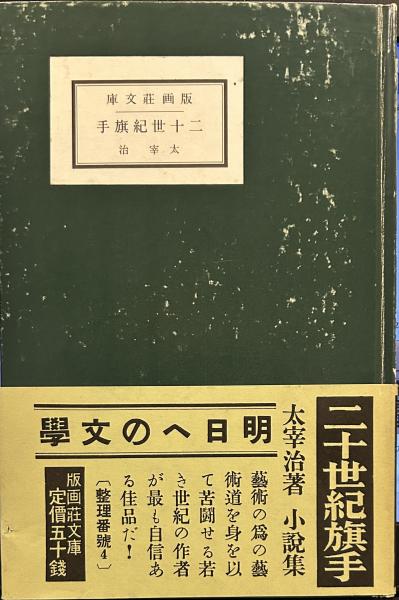 版画莊文庫
二十世紀旗手
太宰治
二十世紀旗手
太宰治著 小說集
明日への文學
藝術の爲の藝
術道を身を以
て苦闘せる若
き世紀の作者
が最も自信あ
る佳品だ!
〔整理番號4〕
版画莊文庫
定價五十錢